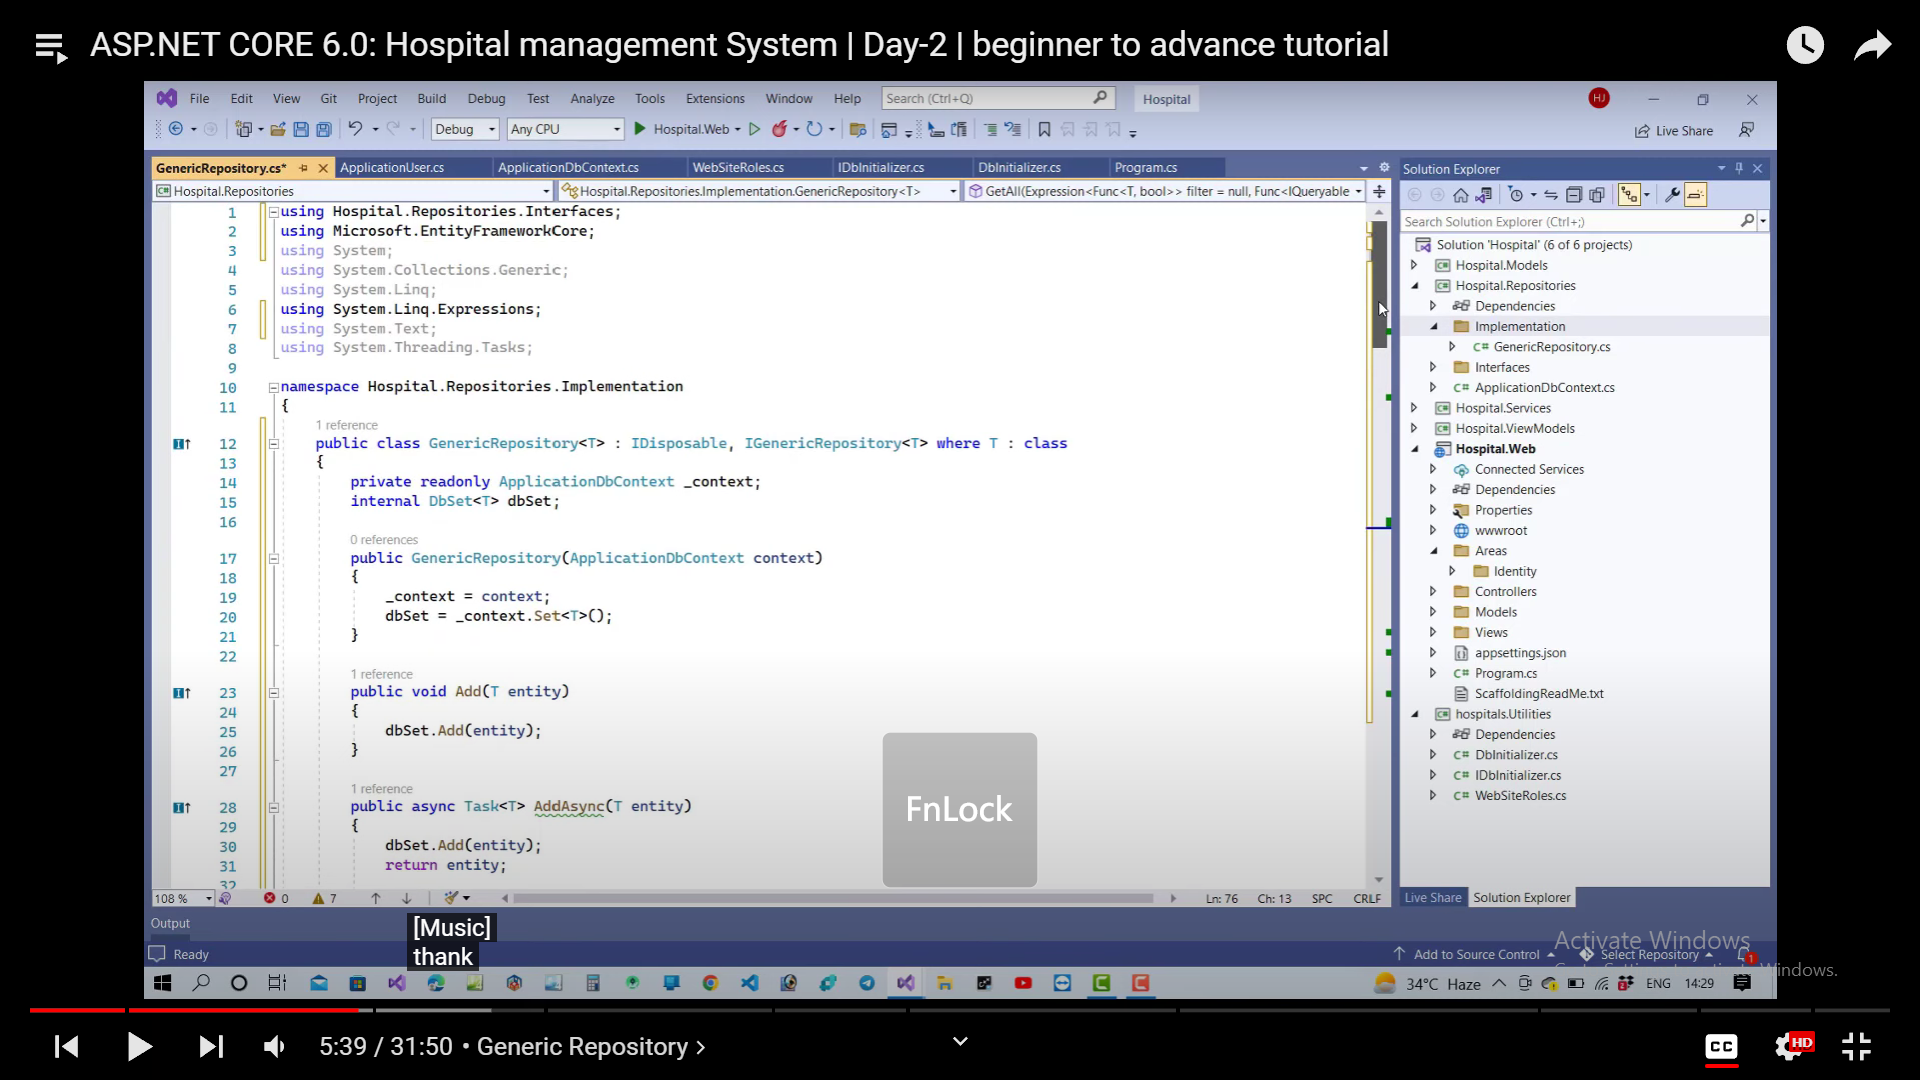 ASP.NET CORE 6.0: Hospital management System | Day-2 | beginner to advance tutorial
File Edit View Git Project Build Debug Test Analyze Tools Extensions Window Help Search (Ctrl+Q) Hospital HJ
Debug Any CPU Hospital.Web Live Share
GenericRepository.cs* ApplicationUser.cs ApplicationDbContext.cs WebSiteRoles.cs IDbInitializer.cs DbInitializer.cs Program.cs
Hospital.Repositories Hospital.Repositories.Implementation.GenericRepository<T> GetAll(Expression<Func<T, bool>> filter = null, Func<IQueryable
1 using Hospital.Repositories.Interfaces;
2 using Microsoft.EntityFrameworkCore;
3 using System;
4 using System.Collections.Generic;
5 using System.Linq;
6 using System.Linq.Expressions;
7 using System.Text;
8 using System.Threading.Tasks;
9
10 namespace Hospital.Repositories.Implementation
11 {
1 reference
12 public class GenericRepository<T> : IDisposable, IGenericRepository<T> where T : class
13 {
14 private readonly ApplicationDbContext _context;
15 internal DbSet<T> dbSet;
16
0 references
17 public GenericRepository(ApplicationDbContext context)
18 {
19 _context = context;
20 dbSet = _context.Set<T>();
21 }
22
1 reference
23 public void Add(T entity)
24 {
25 dbSet.Add(entity);
26 }
27
1 reference
28 public async Task<T> AddAsync(T entity)
29 {
30 dbSet.Add(entity);
31 return entity;
32
FnLock
108 % 0 7 Ln: 76 Ch: 13 SPC CRLF
Solution Explorer
Search Solution Explorer (Ctrl+;)
Solution 'Hospital' (6 of 6 projects)
Hospital.Models
Hospital.Repositories
Dependencies
Implementation
C# GenericRepository.cs
Interfaces
C# ApplicationDbContext.cs
Hospital.Services
Hospital.ViewModels
Hospital.Web
Connected Services
Dependencies
Properties
wwwroot
Areas
Identity
Controllers
Models
Views
appsettings.json
C# Program.cs
ScaffoldingReadMe.txt
hospitals.Utilities
Dependencies
C# DbInitializer.cs
C# IDbInitializer.cs
C# WebSiteRoles.cs
Live Share Solution Explorer
Output
[Music]
thank
Ready Add to Source Control Select Repository 1
Activate Windows
Windows.
34°C Haze ENG 14:29
5:39 / 31:50 • Generic Repository
CC HD